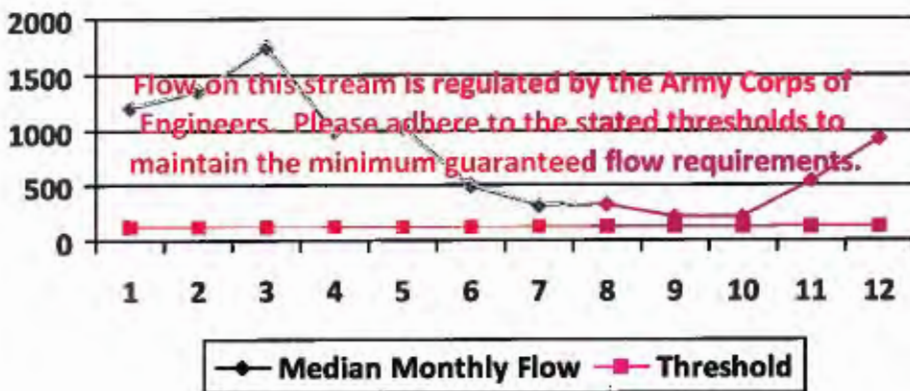 2000
1500
1000
500
0
Flow on this stream is regulated by the Army Corps of
Engineers. Please adhere to the stated thresholds to
maintain the minimum guaranteed flow requirements.
1 2 3 4 5 6 7 8 9 10 11 12
Median Monthly Flow Threshold